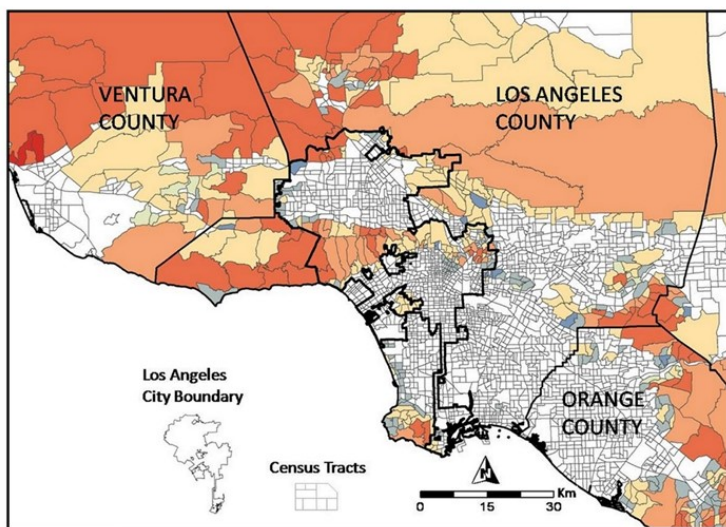 VENTURA
COUNTY
LOS ANGELES
COUNTY
Los Angeles
City Boundary
Census Tracts
ORANGE
COUNTY
N
0 15 30 Km